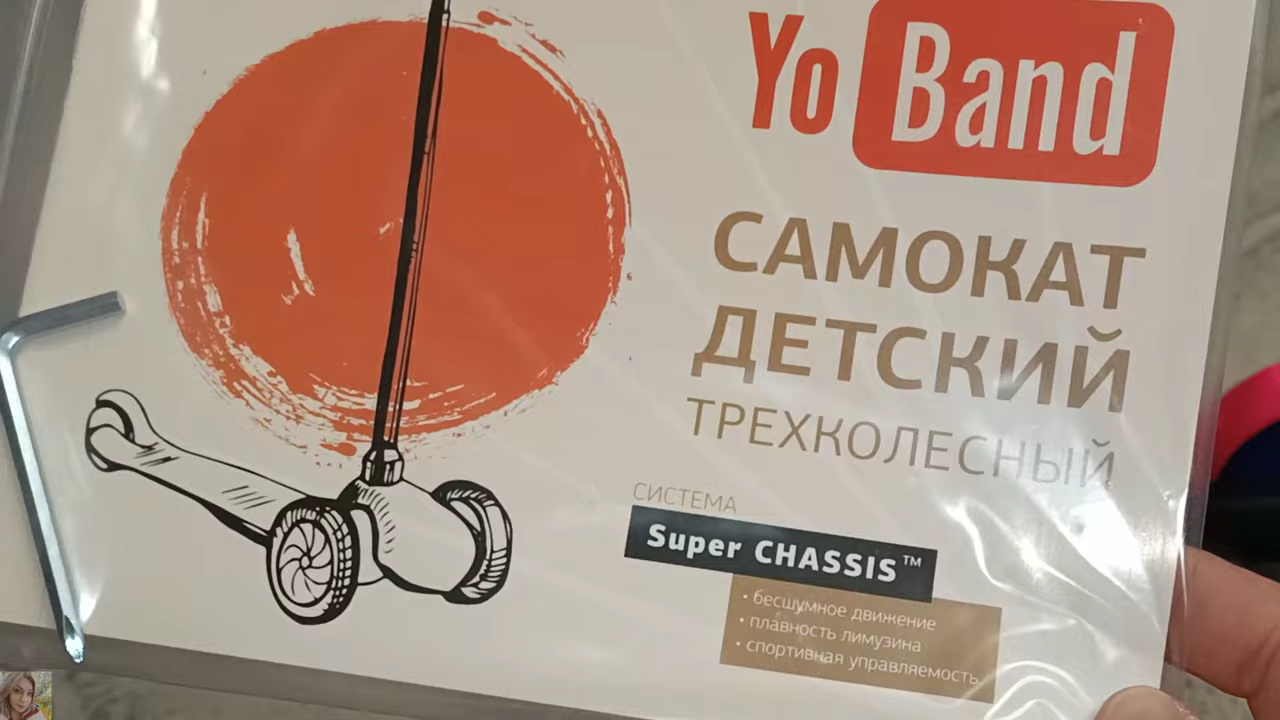 Yo Band
САМОКАТ
ДЕТСКИЙ
ТРЕХКОЛЕСНЫЙ
СИСТЕМА
Super CHASSIS™
• бесшумное движение
• плавность лимузина
• спортивная управляемость